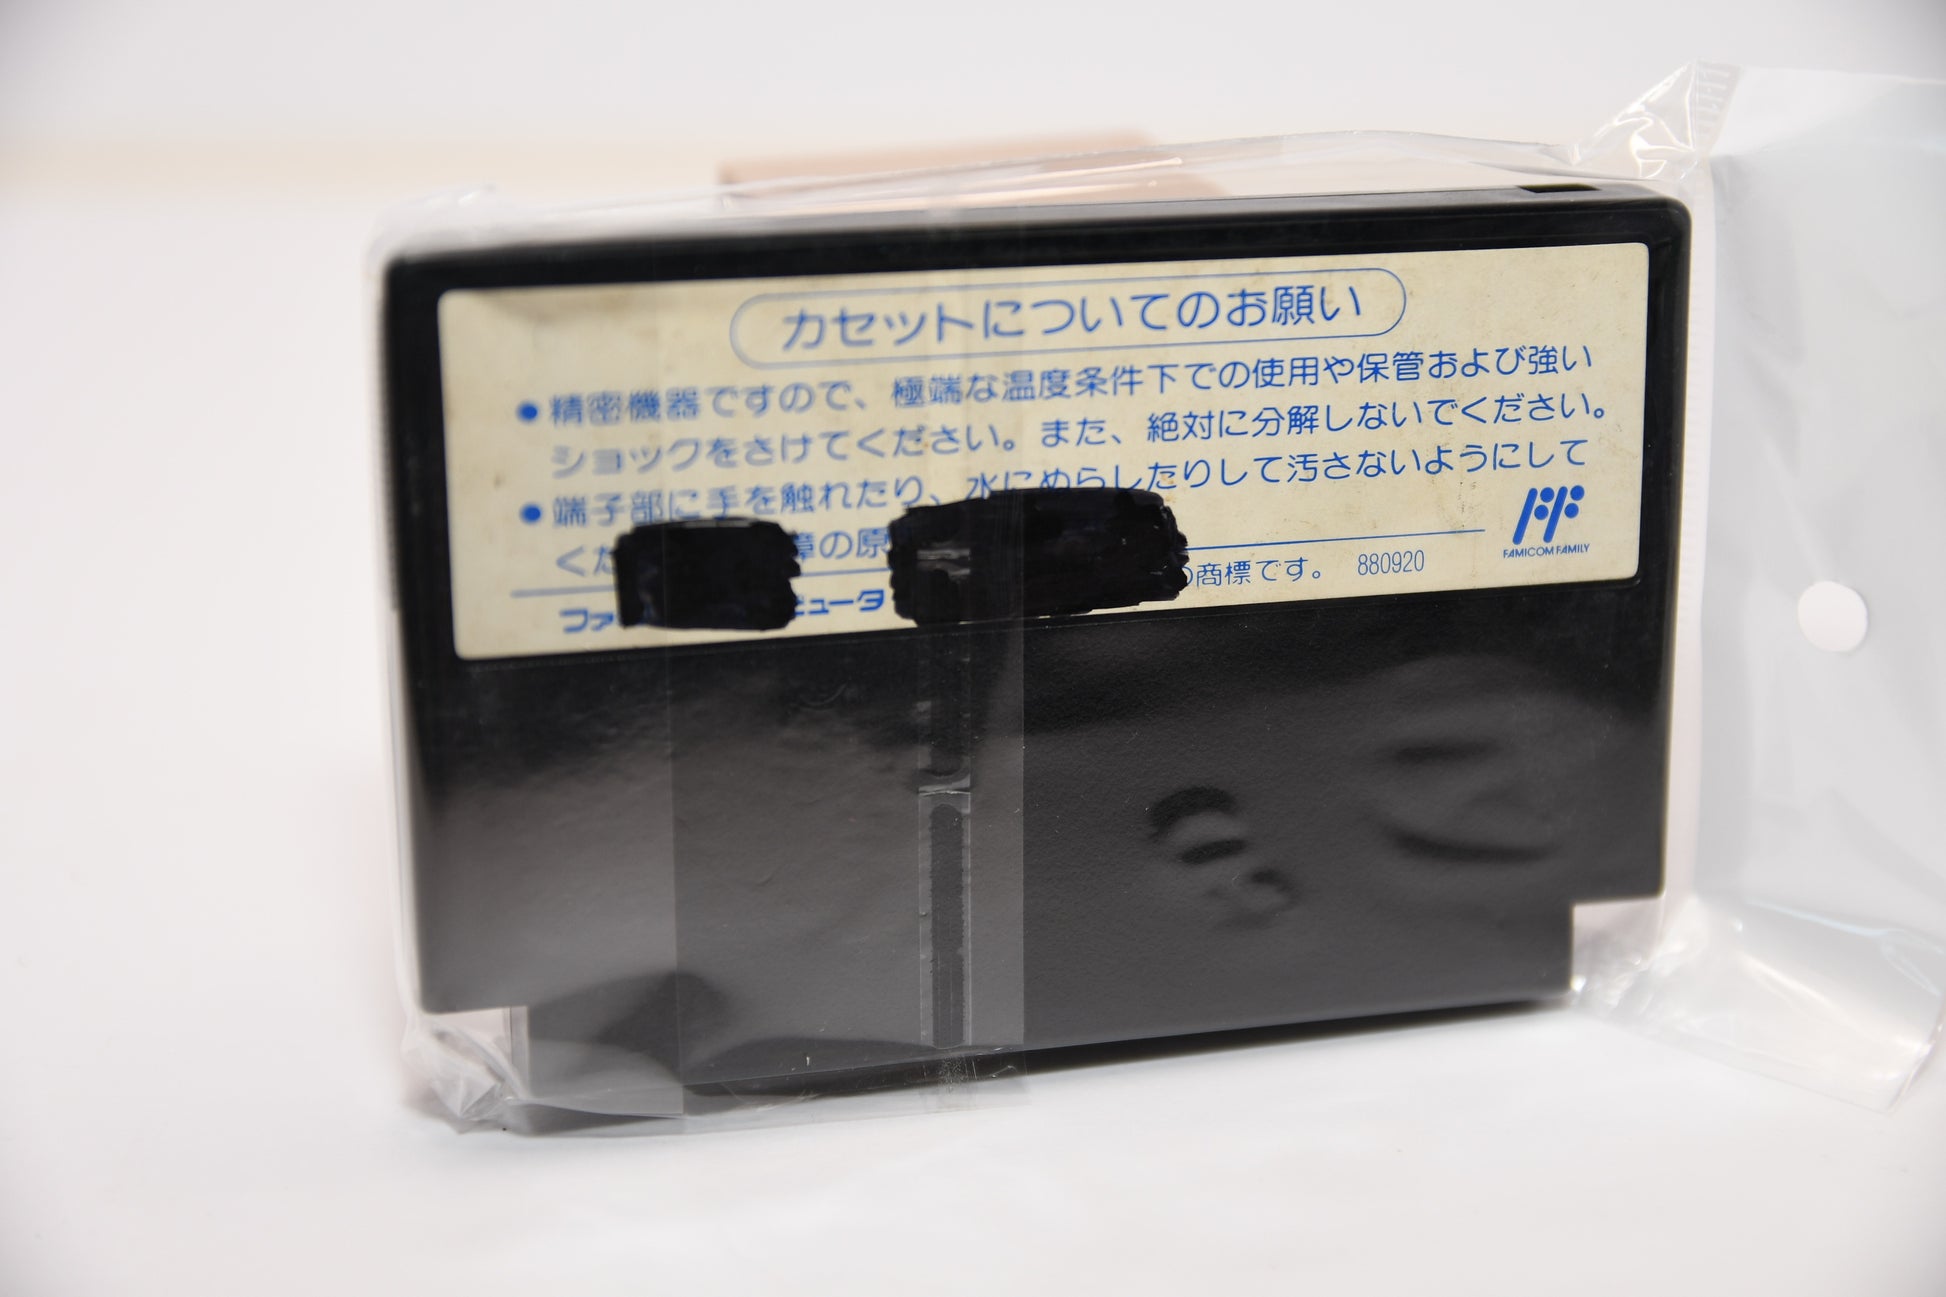 カセットについてのお願い
●精密機器ですので、極端な温度条件下での使用や保管および強い
ショックをさけてください。また、絶対に分解しないでください。
●端子部に手を触れたり、水にぬらしたりして汚さないようにして
くだ 障の原
ファ ピュータ の商標です。 880920
FAMICOM FAMILY